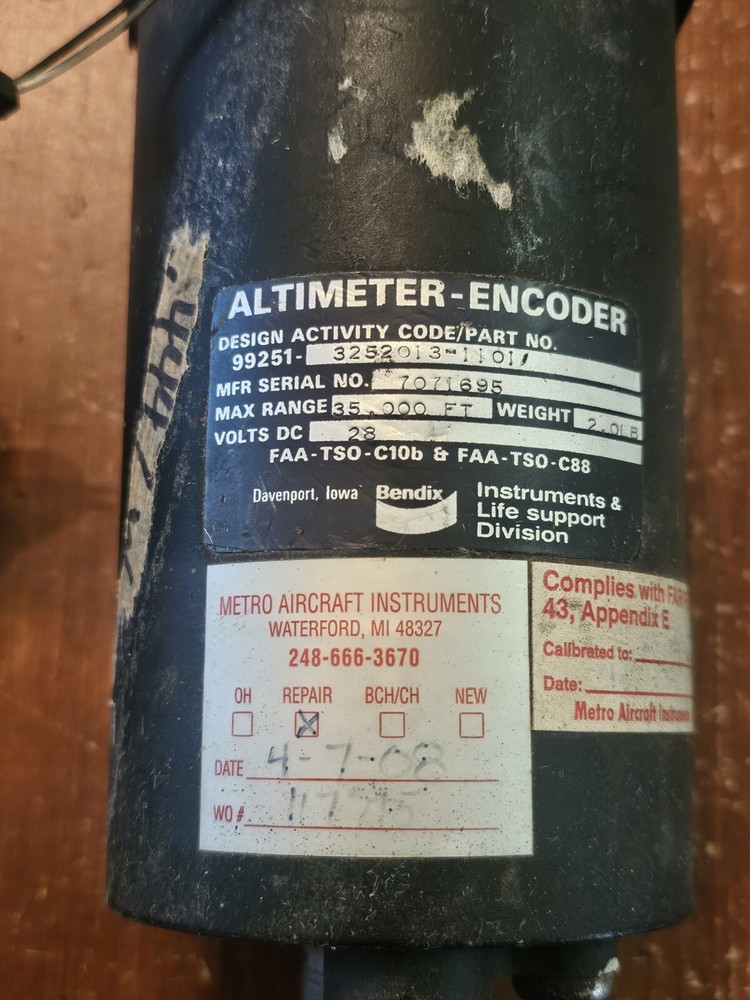 ALTIMETER-ENCODER
DESIGN ACTIVITY CODE/PART NO.
99251- 3252013-1101
MFR SERIAL NO. 7071695
MAX RANGE 35,000 FT WEIGHT 2.0LB
VOLTS DC 28
FAA-TSO-C10b & FAA-TSO-C88
Davenport, Iowa Bendix Instruments &
Life support
Division
METRO AIRCRAFT INSTRUMENTS
WATERFORD, MI 48327
248-666-3670
OH REPAIR BCH/CH NEW
DATE 4-7-08
WO #
Complies with FAR
43, Appendix E
Calibrated to:
Date:
Metro Aircraft